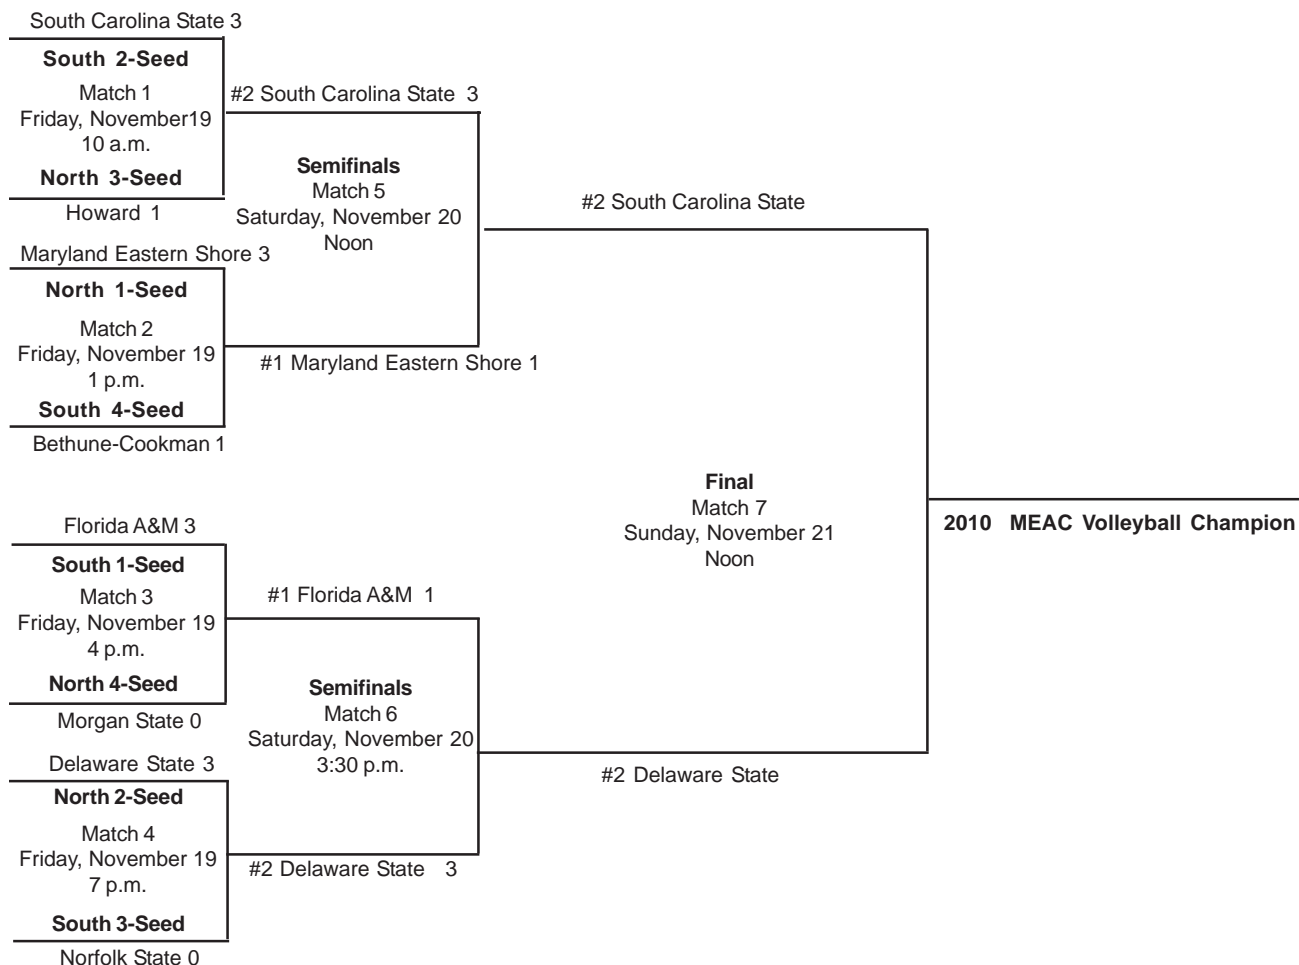 South Carolina State 3
South 2-Seed
Match 1
Friday, November19
10 a.m.
North 3-Seed
Howard 1
Maryland Eastern Shore 3
North 1-Seed
Match 2
Friday, November 19
1 p.m.
South 4-Seed
Bethune-Cookman 1
Florida A&M 3
South 1-Seed
Match 3
Friday, November 19
4 p.m.
North 4-Seed
Morgan State 0
Delaware State 3
North 2-Seed
Match 4
Friday, November 19
7 p.m.
South 3-Seed
Norfolk State 0
#2 South Carolina State 3
Semifinals
Match 5
Saturday, November 20
Noon
#1 Maryland Eastern Shore 1
#1 Florida A&M 1
Semifinals
Match 6
Saturday, November 20
3:30 p.m.
#2 Delaware State 3
#2 South Carolina State
Final
Match 7
Sunday, November 21
Noon
#2 Delaware State
2010 MEAC Volleyball Champion